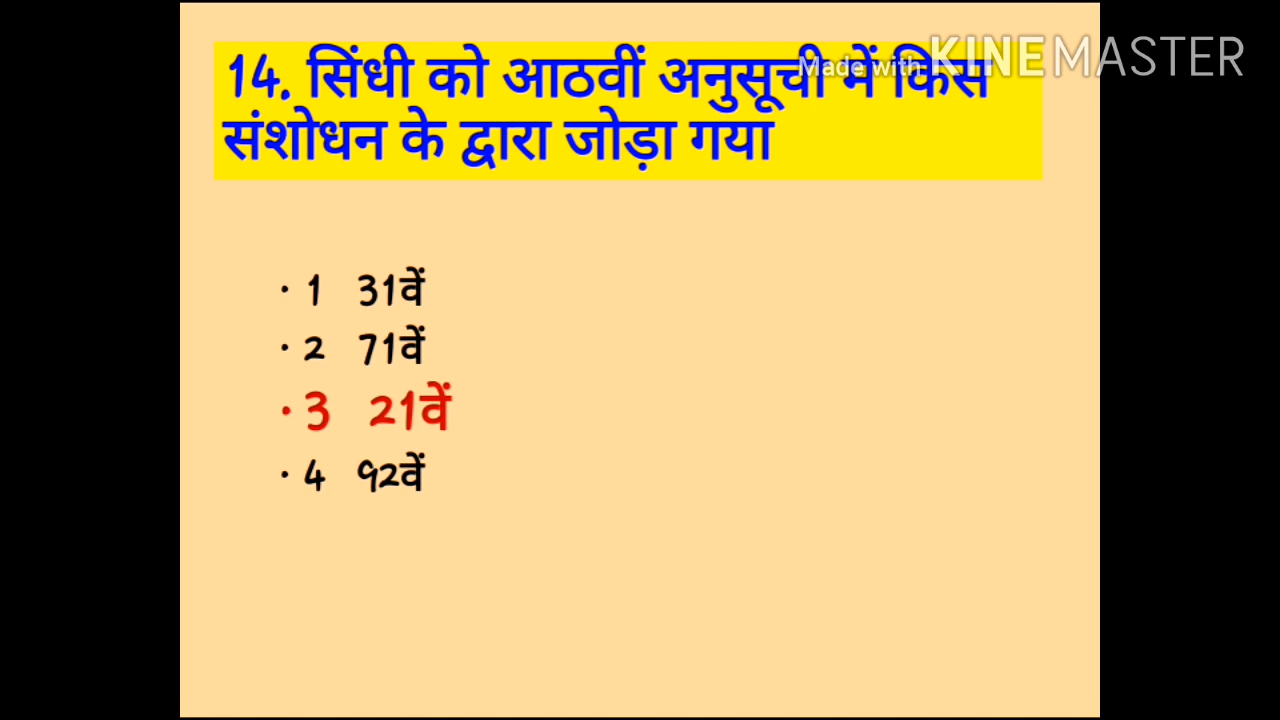 14. सिंधी को आठवीं अनुसूची में किस
Made with KINEMASTER
संशोधन के द्वारा जोड़ा गया
• 1 31वें
• 2 71वें
• 3 21वें
• 4 92वें